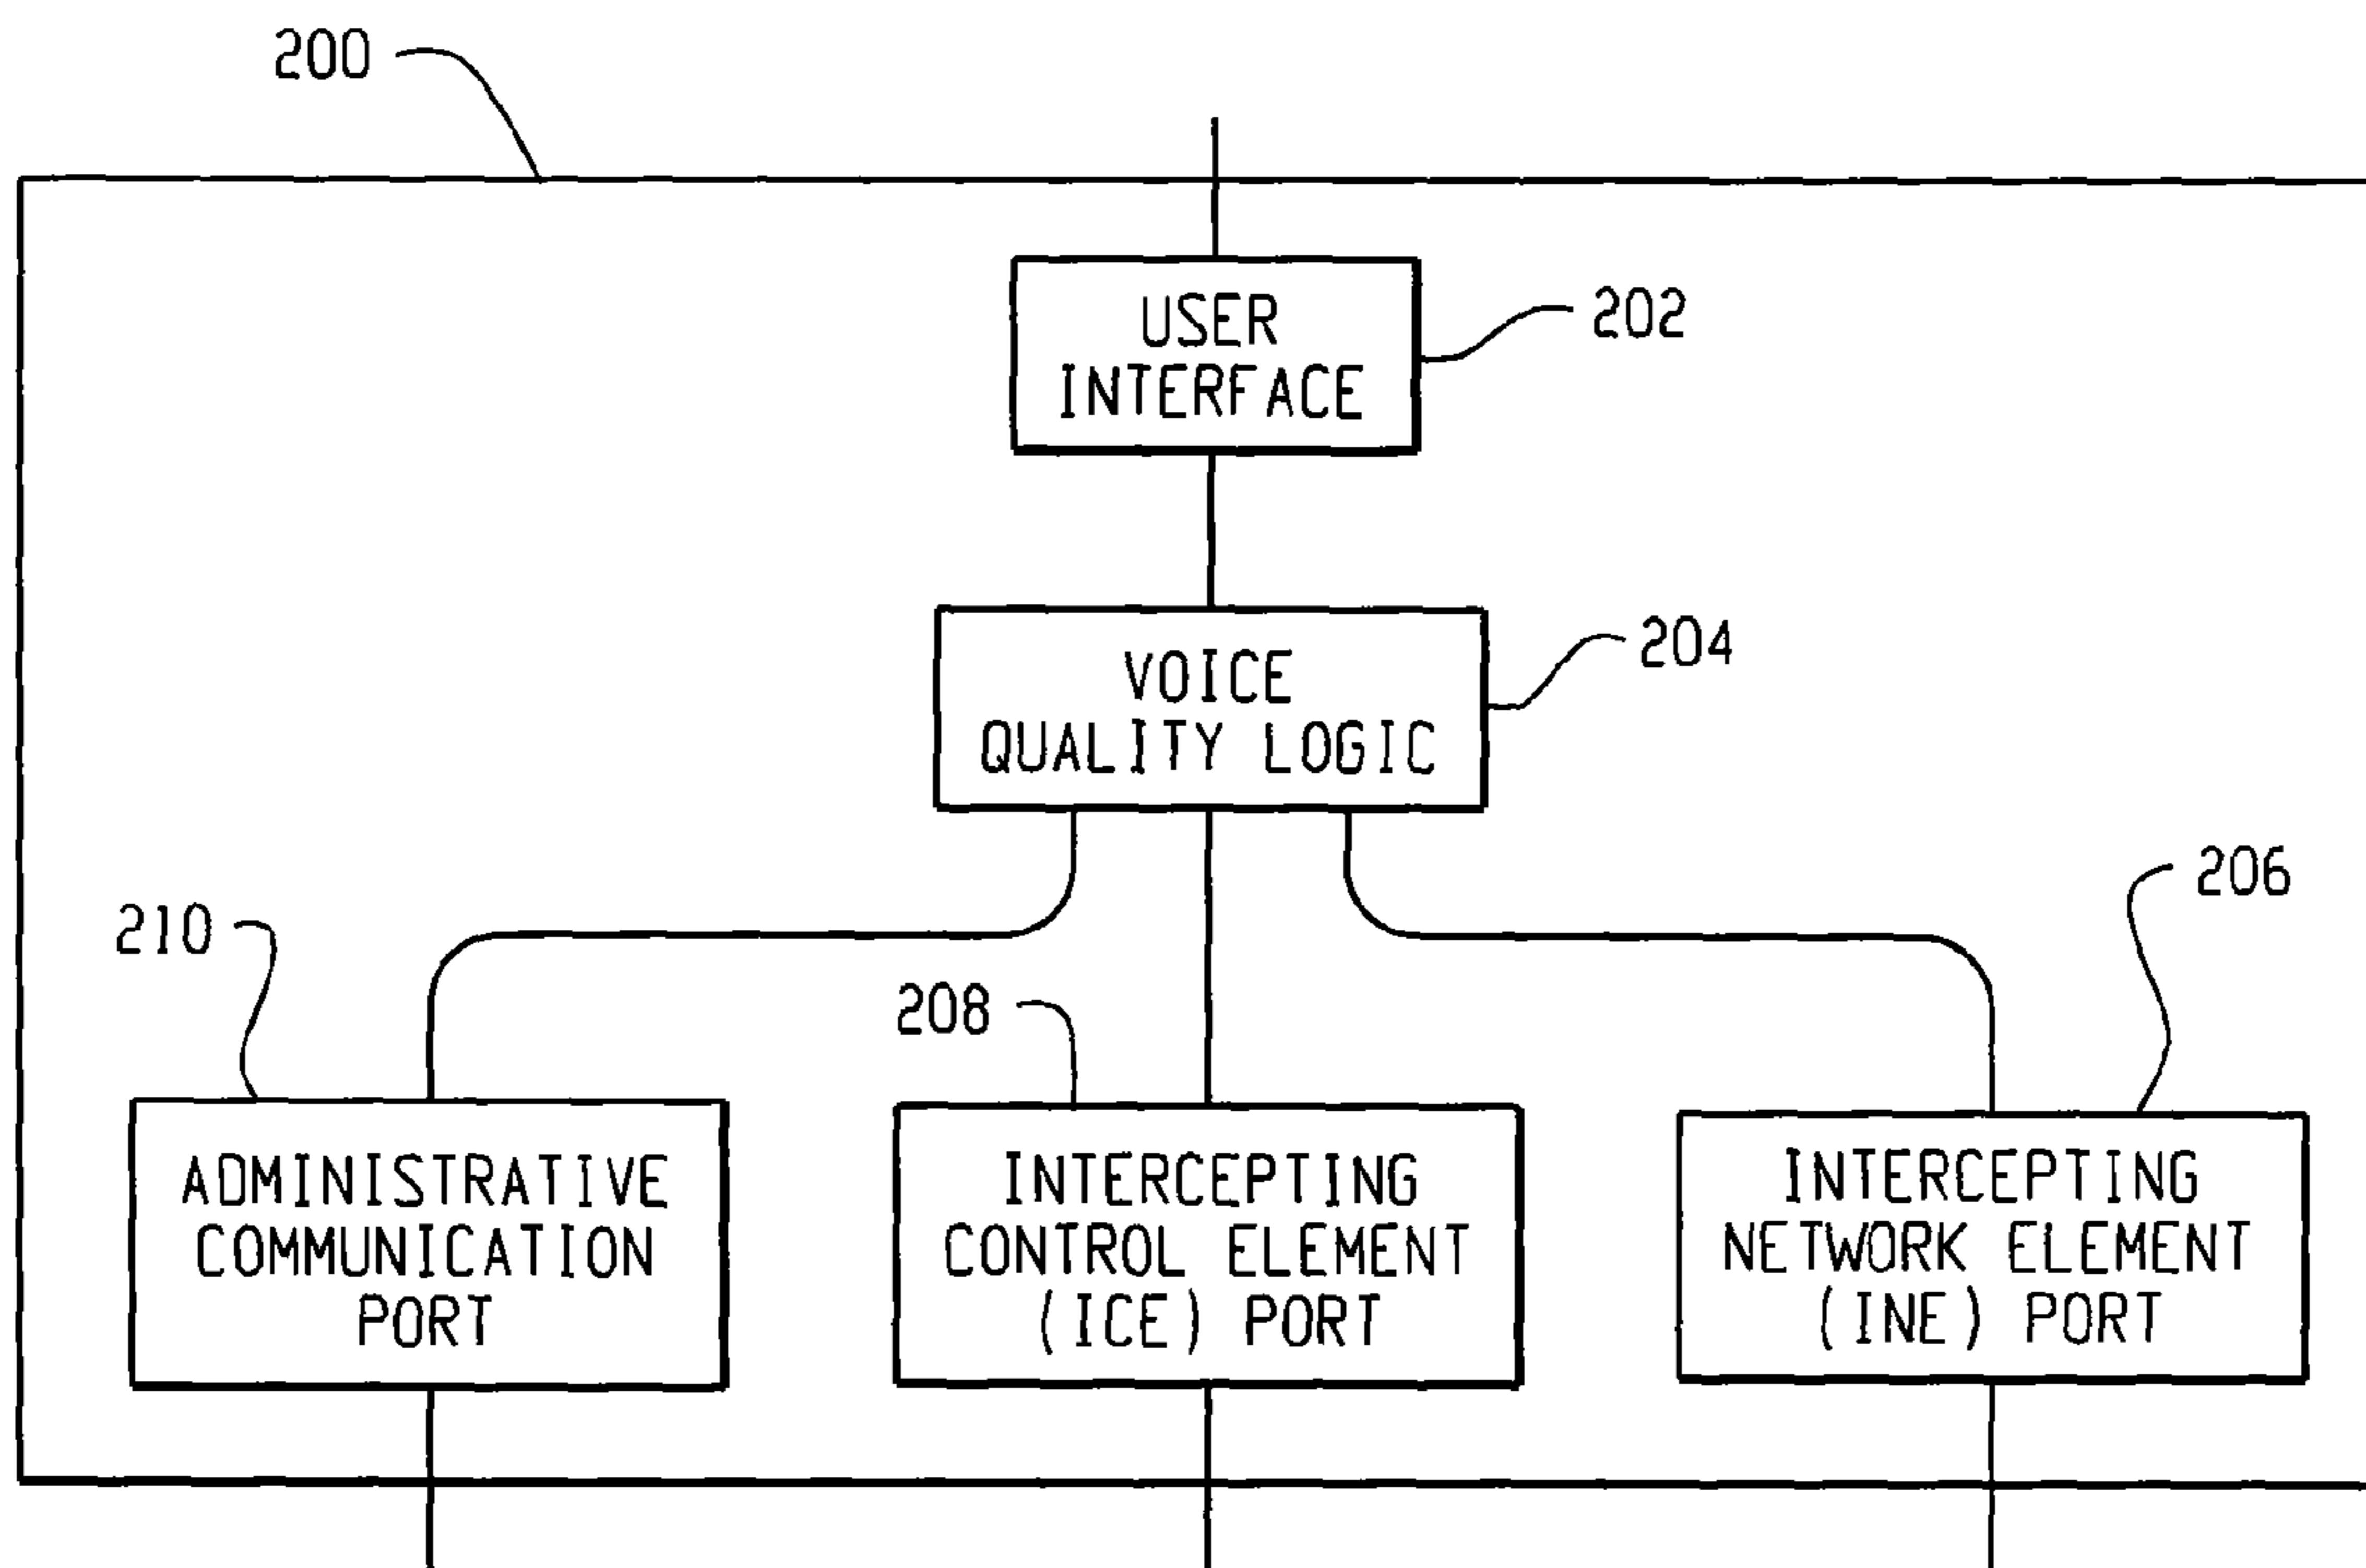 200
USER
INTERFACE
202
VOICE
QUALITY LOGIC
204
206
210
208
ADMINISTRATIVE
COMMUNICATION
PORT
INTERCEPTING
CONTROL ELEMENT
(ICE) PORT
INTERCEPTING
NETWORK ELEMENT
(INE) PORT